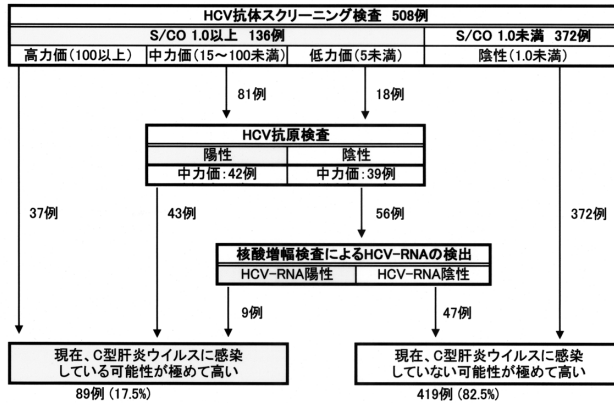 HCV抗体スクリーニング検査 508例
S/CO 1.0以上 136例
S/CO 1.0未満 372例
高力価(100以上)
中力価(15～100未満)
低力価(5未満)
陰性(1.0未満)
81例
18例
HCV抗原検査
陽性
陰性
中力価:42例
中力価:39例
37例
43例
56例
372例
核酸増幅検査によるHCV-RNAの検出
HCV-RNA陽性
HCV-RNA陰性
9例
47例
現在、C型肝炎ウイルスに感染
している可能性が極めて高い
現在、C型肝炎ウイルスに感染
していない可能性が極めて高い
89例 (17.5%)
419例 (82.5%)